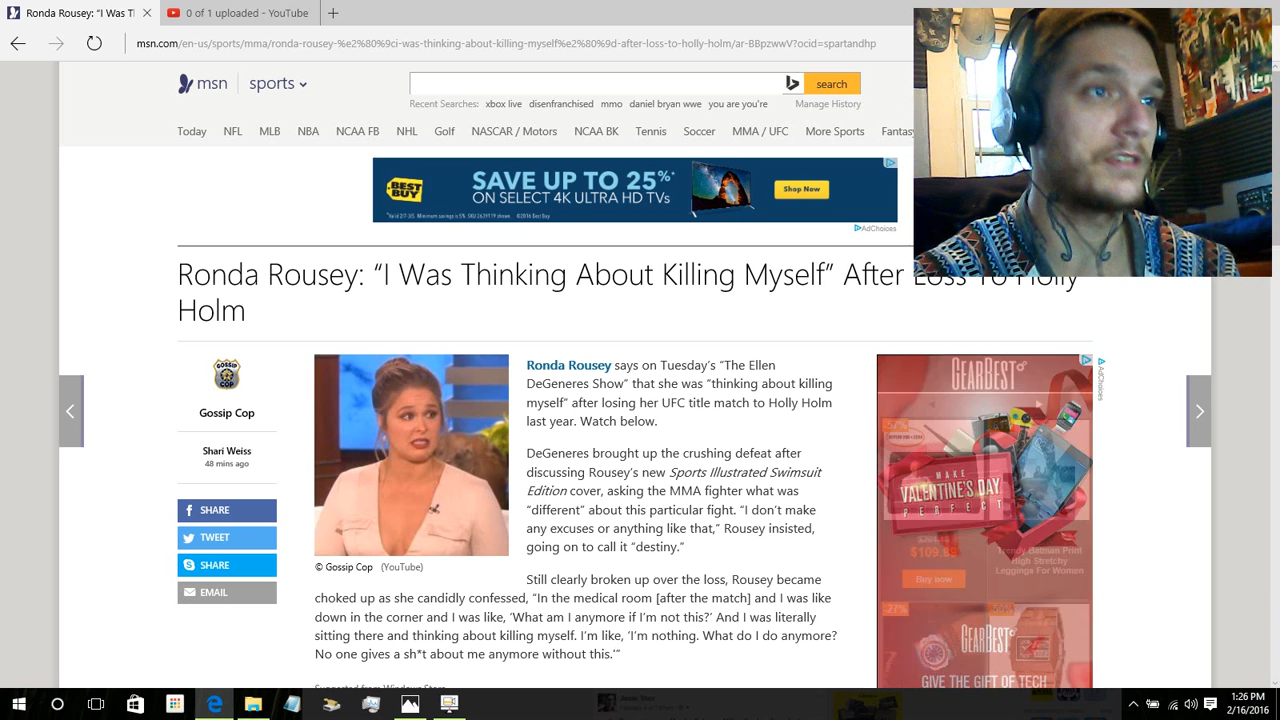 Ronda Rousey: "I Was T
0 of 1 uploaded - YouTube
msn.com/en-us/sports/mma/ronda-rousey-%e2%80%9ci-was-thinking-about-killing-myself%e2%80%9d-after-loss-to-holly-holm/ar-BBpzwwV?ocid=spartandhp
msn sports
search
Recent Searches: xbox live disenfranchised mmo daniel bryan wwe you are you're Manage History
Today NFL MLB NBA NCAA FB NHL Golf NASCAR / Motors NCAA BK Tennis Soccer MMA / UFC More Sports Fantasy
BEST BUY
SAVE UP TO 25%*
ON SELECT 4K ULTRA HD TVs
Shop Now
AdChoices
Ronda Rousey: “I Was Thinking About Killing Myself” After Loss To Holly
Holm
GOSSIP COP
Gossip Cop
Shari Weiss
48 mins ago
SHARE
TWEET
SHARE
EMAIL
Gossip Cop (YouTube)
Ronda Rousey says on Tuesday's “The Ellen
DeGeneres Show” that she was “thinking about killing
myself” after losing her UFC title match to Holly Holm
last year. Watch below.
DeGeneres brought up the crushing defeat after
discussing Rousey's new Sports Illustrated Swimsuit
Edition cover, asking the MMA fighter what was
“different” about this particular fight. “I don't make
any excuses or anything like that,” Rousey insisted,
going on to call it “destiny.”
Still clearly broken up over the loss, Rousey became
choked up as she candidly confessed, “In the medical room [after the match] and I was like
down in the corner and I was like, ‘What am I anymore if I'm not this?’ And I was literally
sitting there and thinking about killing myself. I'm like, ‘I'm nothing. What do I do anymore?
No one gives a sh*t about me anymore without this.’”
GEARBEST
AdChoices
-37%
MAKE
VALENTINE'S DAY
PERFECT
$109.89
Buy now
Trendy Batman Print
High Stretchy
Leggings For Women
-27%
GEARBEST
GIVE THE GIFT OF TECH
1:26 PM
2/16/2016